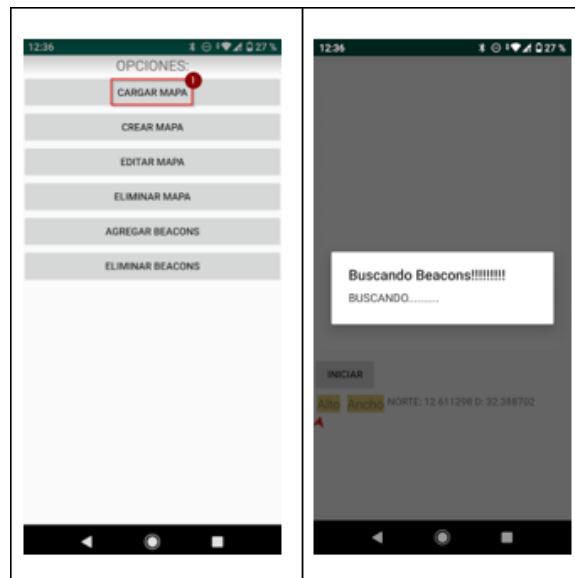 12:36 27 %
OPCIONES:
1
CARGAR MAPA
CREAR MAPA
EDITAR MAPA
ELIMINAR MAPA
AGREGAR BEACONS
ELIMINAR BEACONS
12:36 27 %
Buscando Beacons!!!!!!!!!
BUSCANDO.........
INICIAR
Alto Ancho NORTE: 12.611298 D: 32.388702